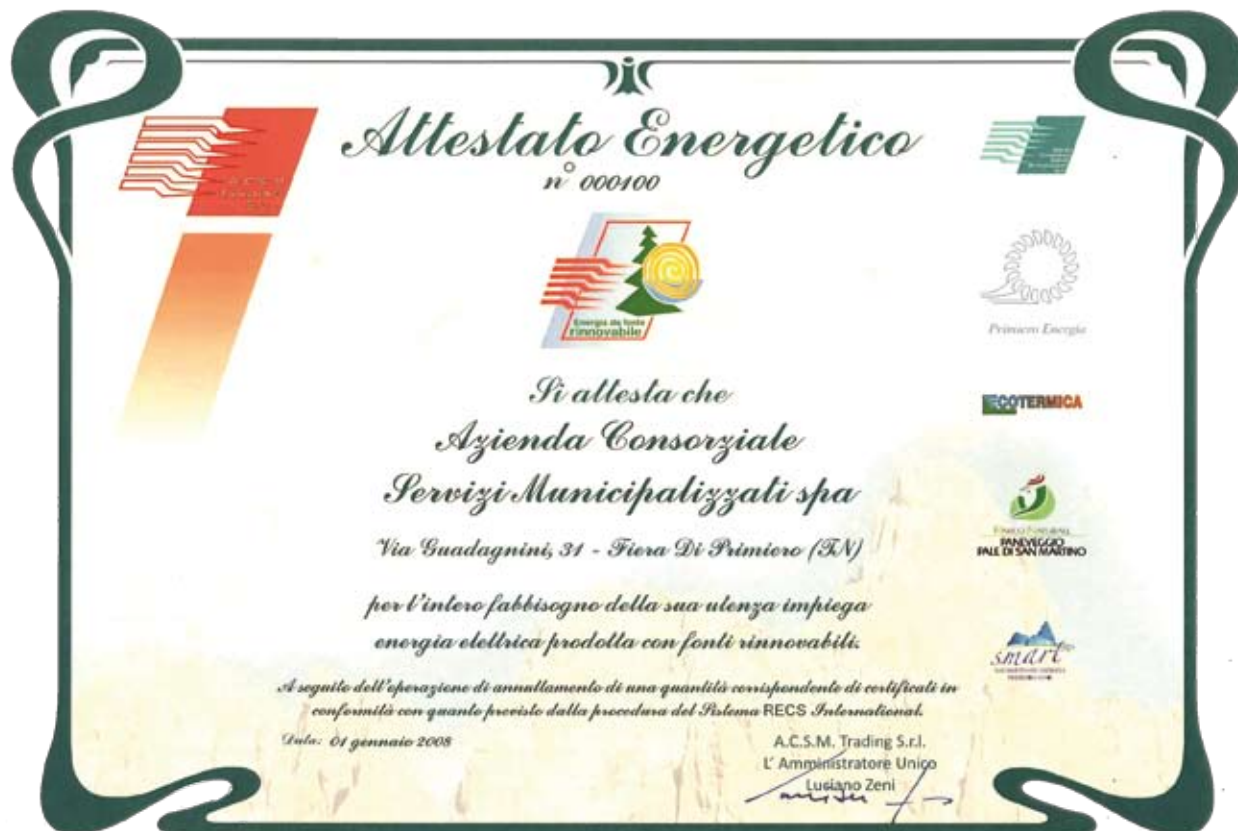 Attestato Energetico
n° 000100
Energia da fonte
rinnovabile
Primiero Energia
Si attesta che
ECOTERMICA
Azienda Consorziale
Servizi Municipalizzati spa
PANEVEGGIO
PALE DI SAN MARTINO
Via Guadagnini, 31 - Fiera Di Primiero (TN)
per l'intero fabbisogno della sua utenza impiega
energia elettrica prodotta con fonti rinnovabili.
smart
A seguito dell'operazione di annullamento di una quantità corrispondente di certificati in
conformità con quanto previsto dalla procedura del Sistema RECS International.
Data: 01 gennaio 2008
A.C.S.M. Trading S.r.l.
L' Amministratore Unico
Luciano Zeni